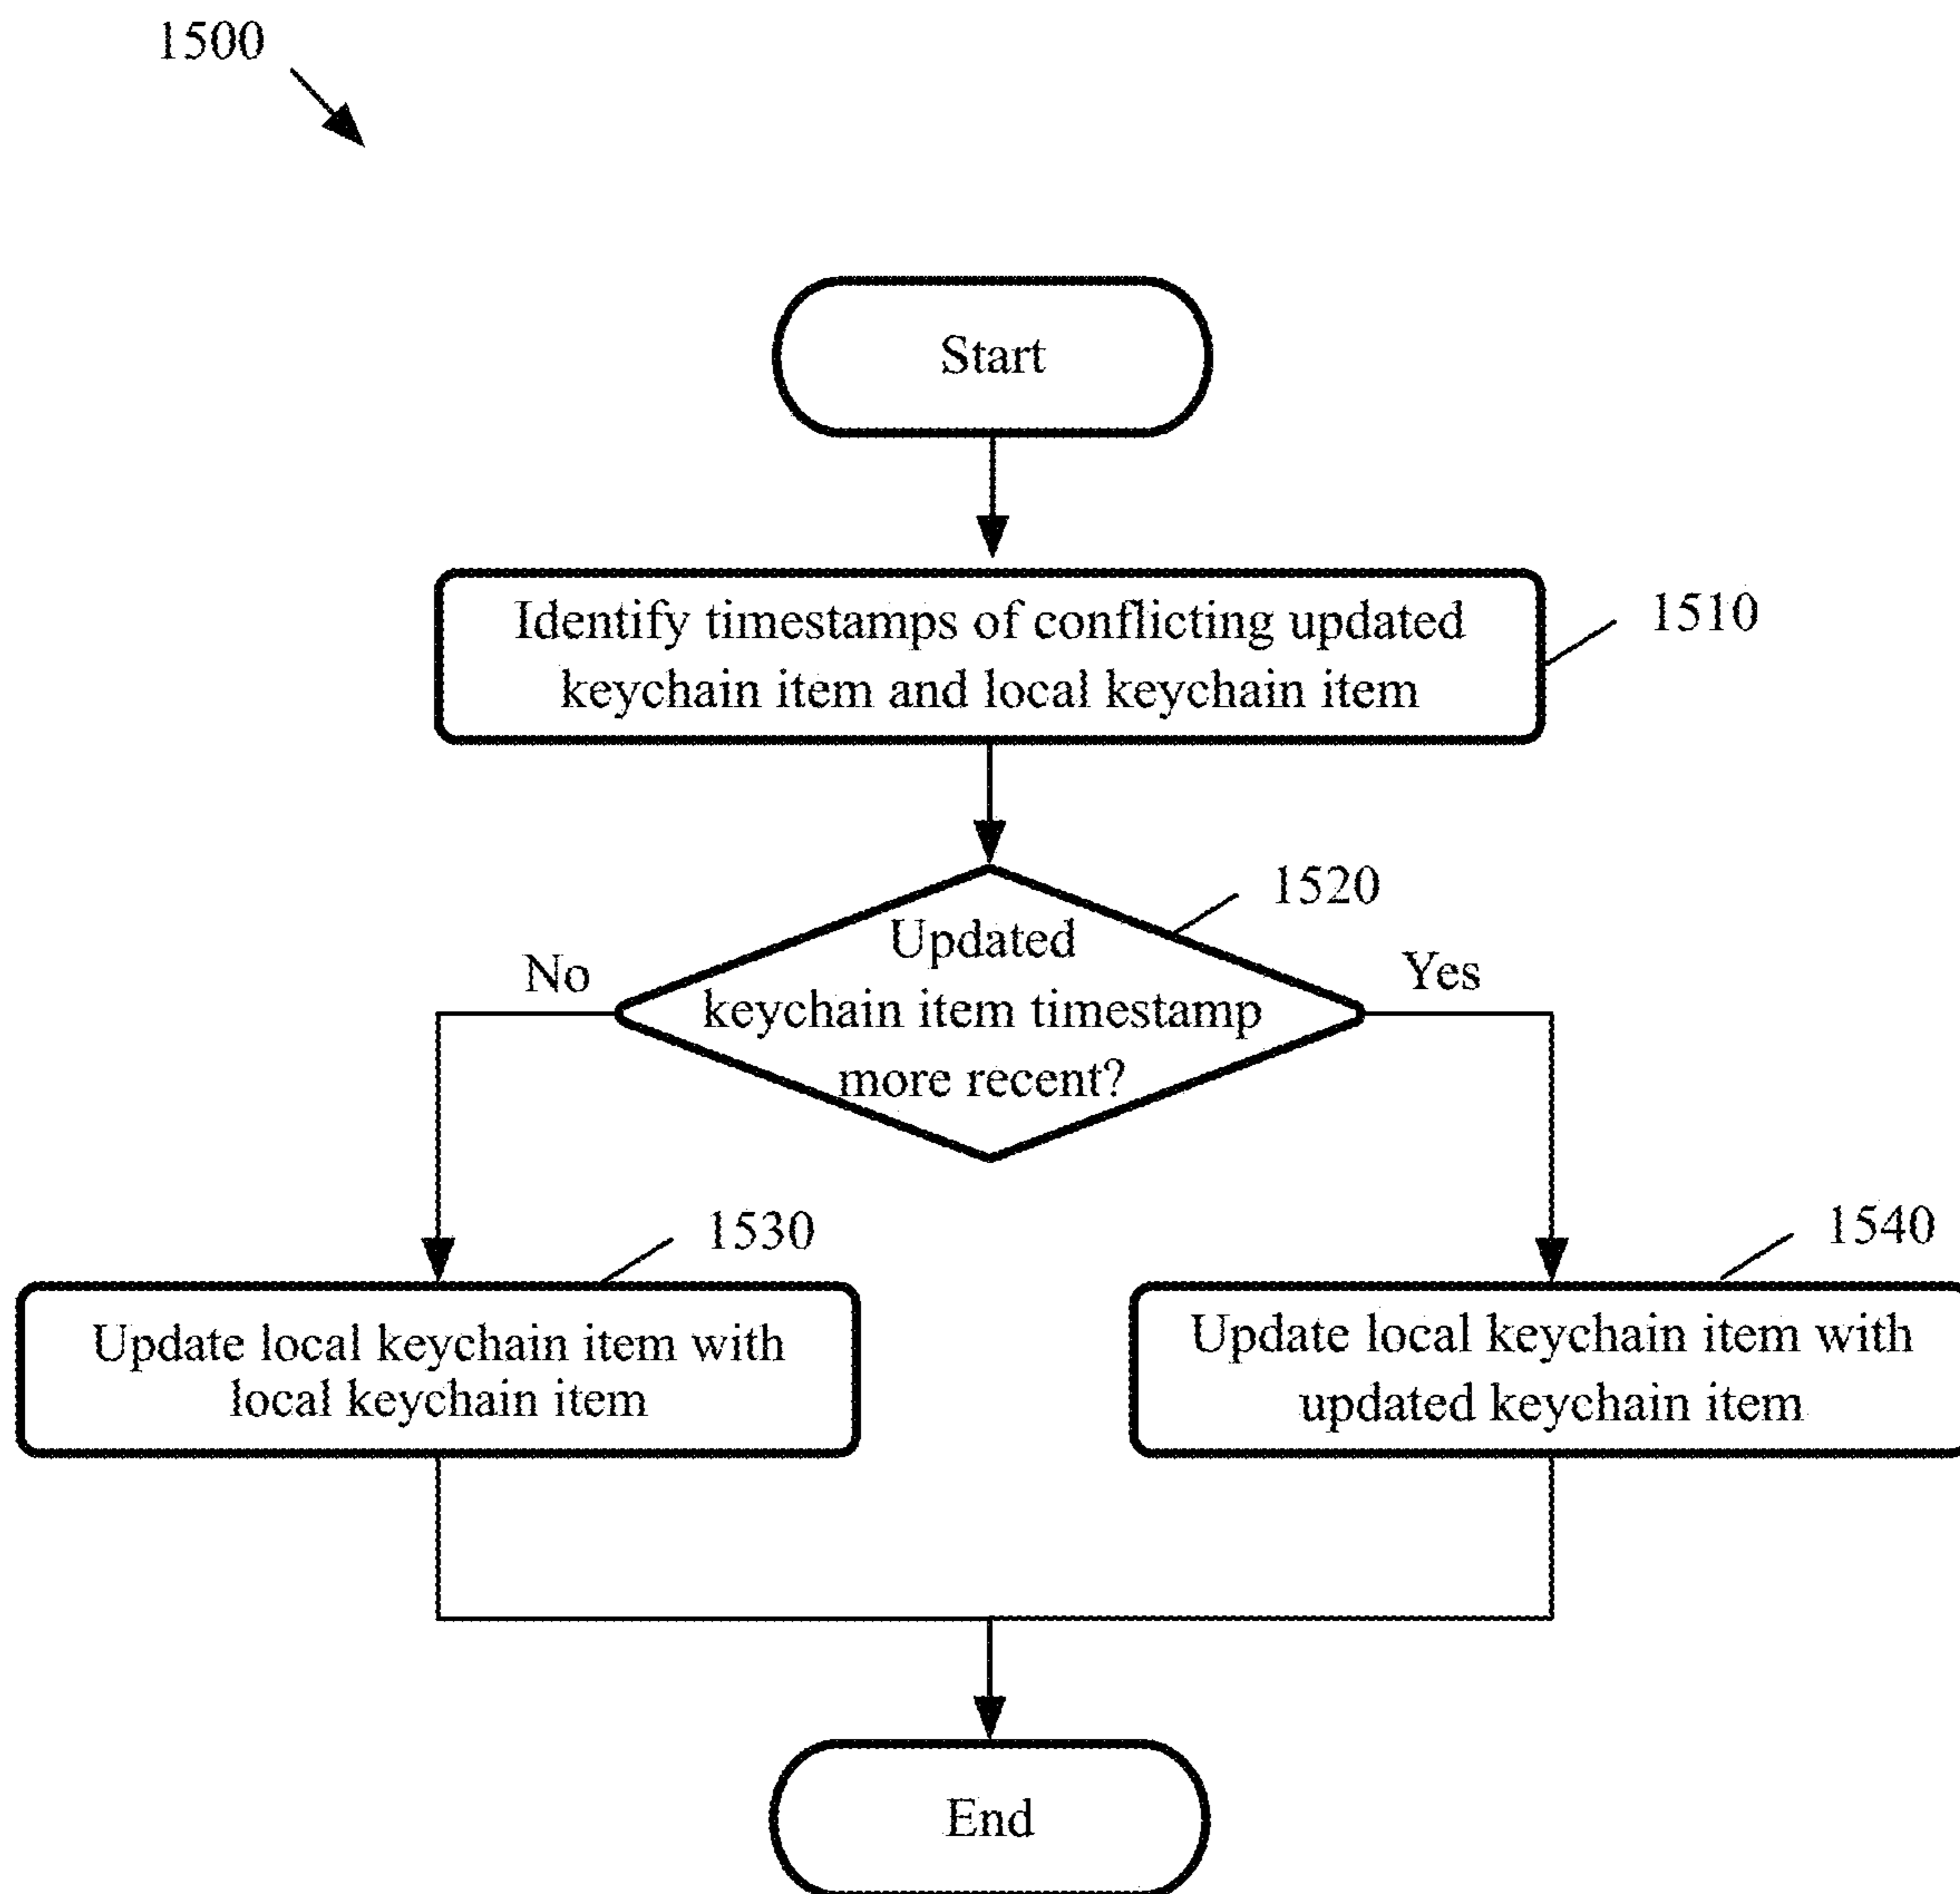 1500
Start
Identify timestamps of conflicting updated
keychain item and local keychain item
1510
1520
Updated
keychain item timestamp
more recent?
No
Yes
1530
Update local keychain item with
local keychain item
1540
Update local keychain item with
updated keychain item
End